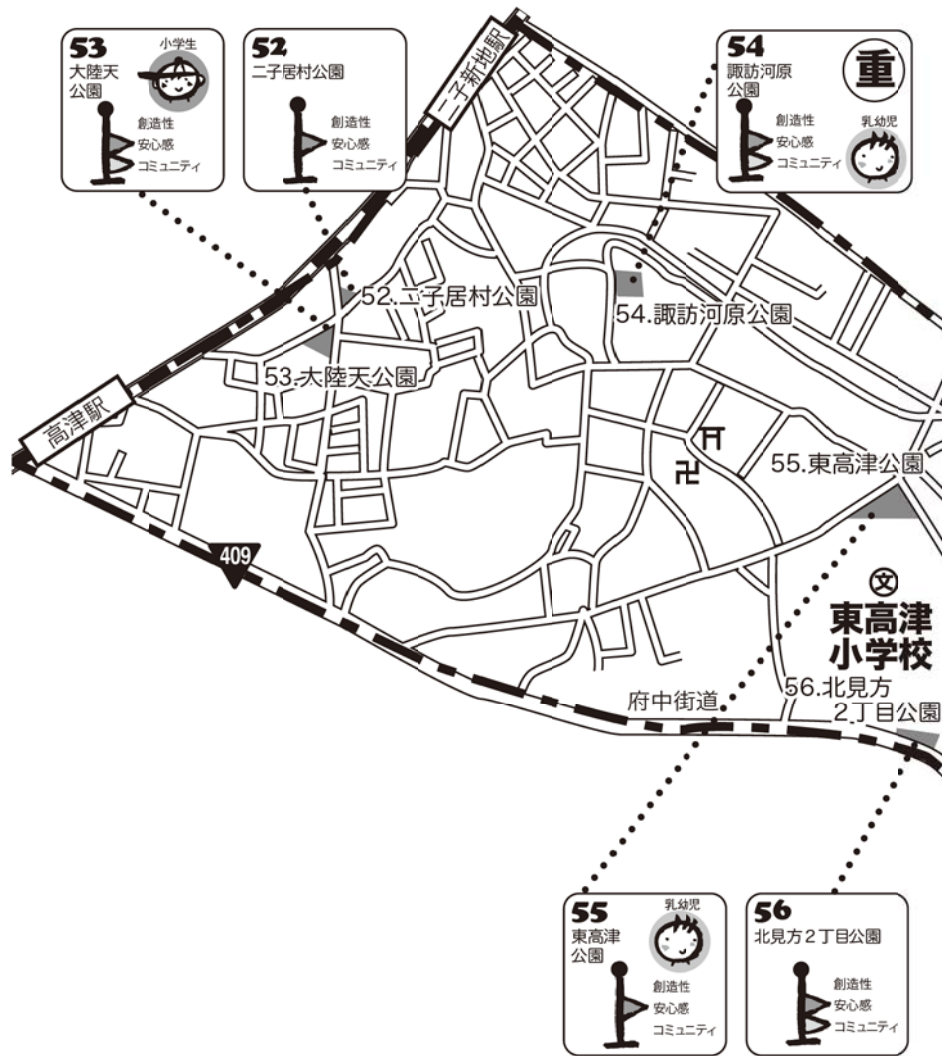 53
小学生
大陸天
公園
創造性
安心感
コミュニティ
52
二子居村公園
創造性
安心感
コミュニティ
二子新地駅
54
諏訪河原
公園
重
創造性
安心感
コミュニティ
乳幼児
52.二子居村公園
54.諏訪河原公園
53.大陸天公園
高津駅
55.東高津公園
409
文
東高津
小学校
56.北見方
2丁目公園
府中街道
55
乳幼児
東高津
公園
創造性
安心感
コミュニティ
56
北見方2丁目公園
創造性
安心感
コミュニティ